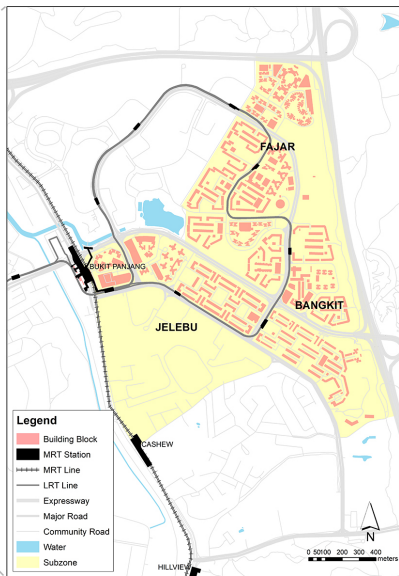 FAJAR
BUKIT PANJANG
BANGKIT
JELEBU
CASHEW
HILLVIEW
Legend
Building Block
MRT Station
MRT Line
LRT Line
Expressway
Major Road
Community Road
Water
Subzone
N
0 50100 200 300 400
meters